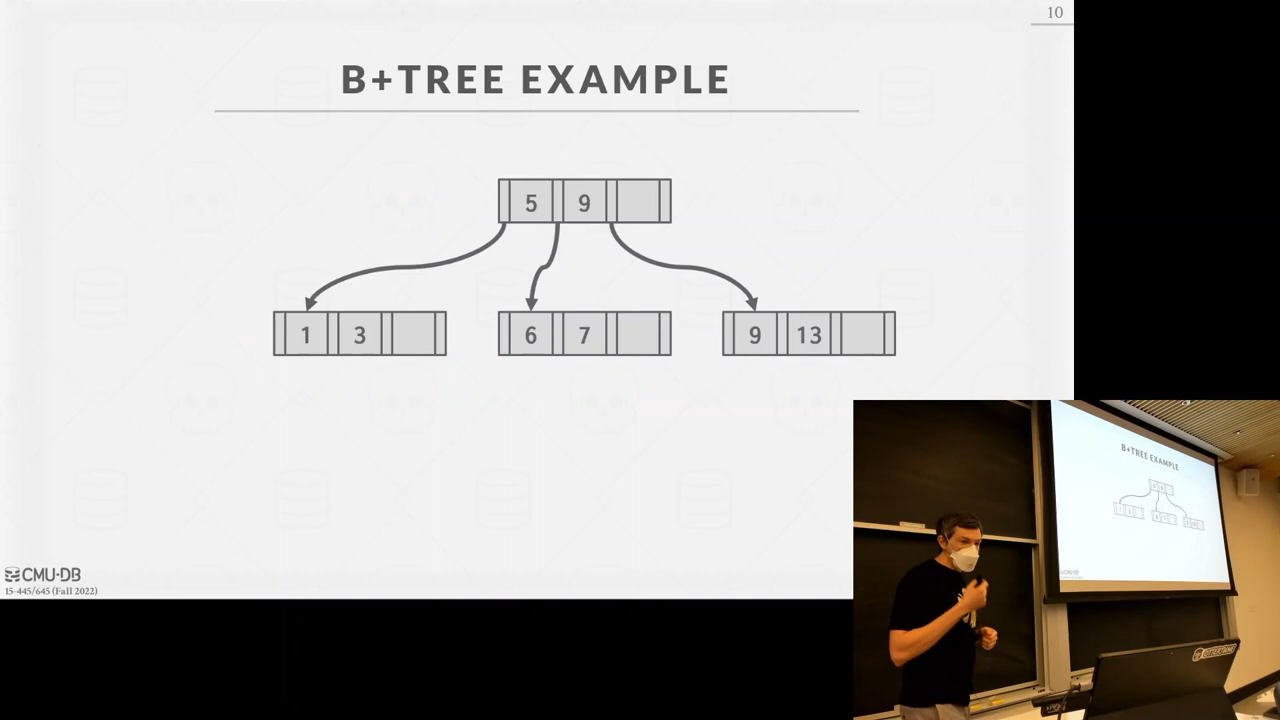 10
B+TREE EXAMPLE
5 9
1 3 6 7 9 13
CMU·DB
15-445/645 (Fall 2022)
B+TREE EXAMPLE